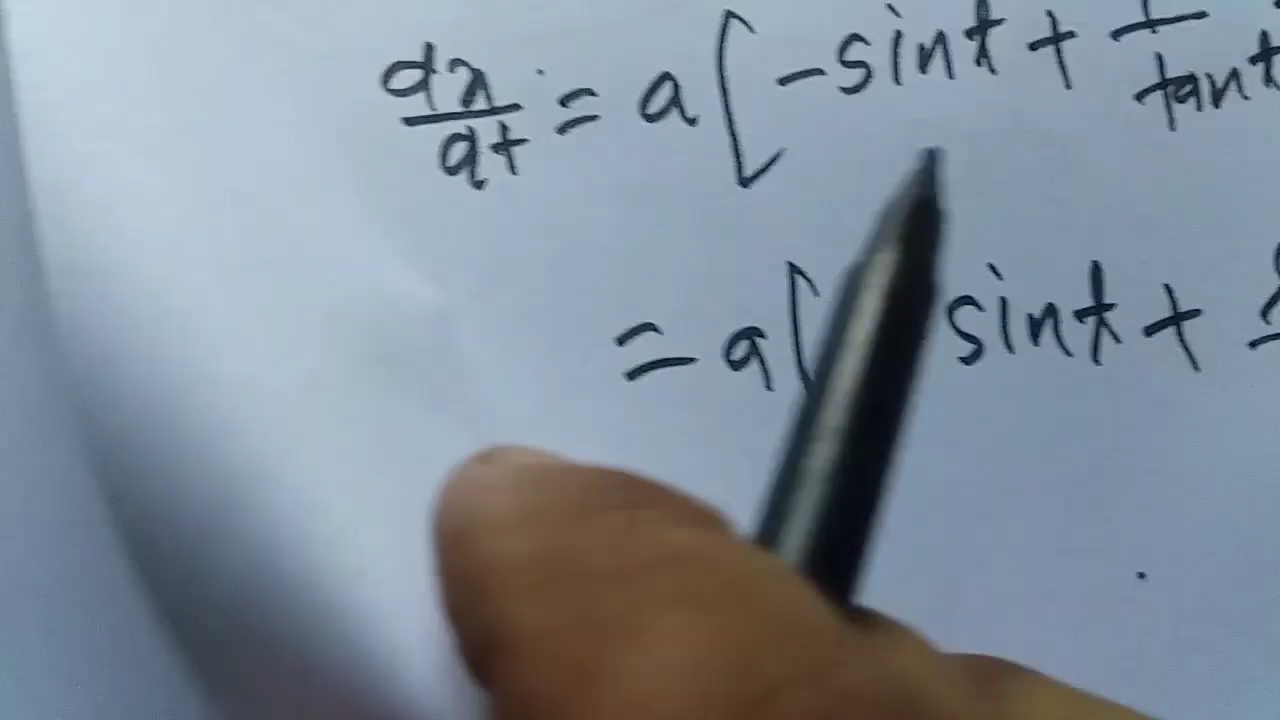 dx/dt = a[-sint + 1/tant
= a[ sint +